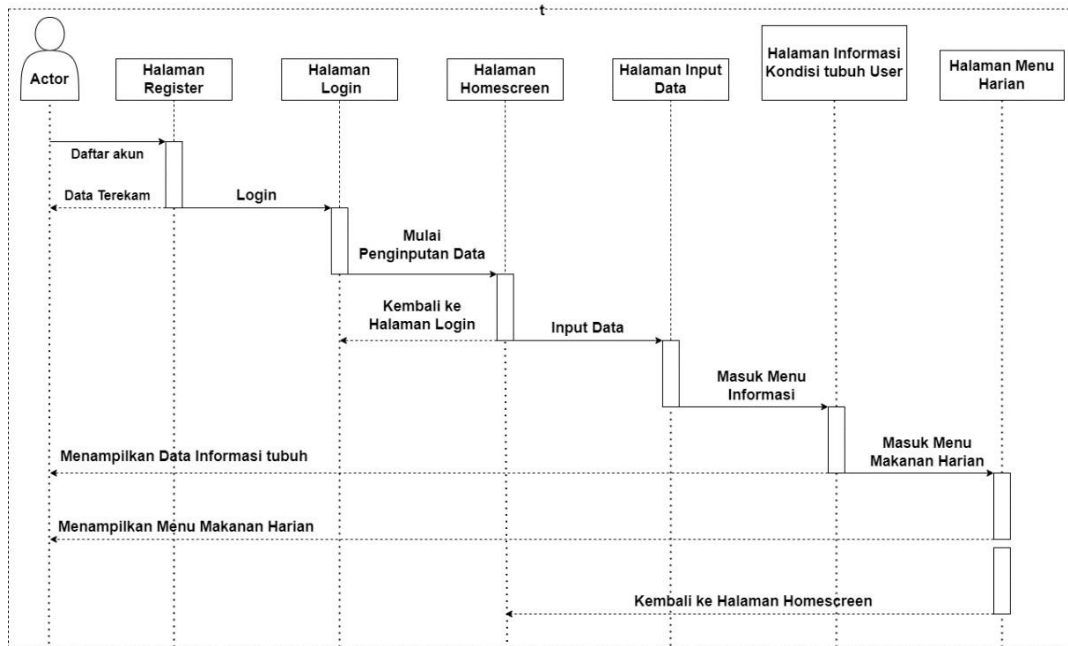 t
Actor
Halaman
Register
Halaman
Login
Halaman
Homescreen
Halaman Input
Data
Halaman Informasi
Kondisi tubuh User
Halaman Menu
Harian
Daftar akun
Data Terekam
Login
Mulai
Penginputan Data
Kembali ke
Halaman Login
Input Data
Masuk Menu
Informasi
Menampilkan Data Informasi tubuh
Masuk Menu
Makanan Harian
Menampilkan Menu Makanan Harian
Kembali ke Halaman Homescreen